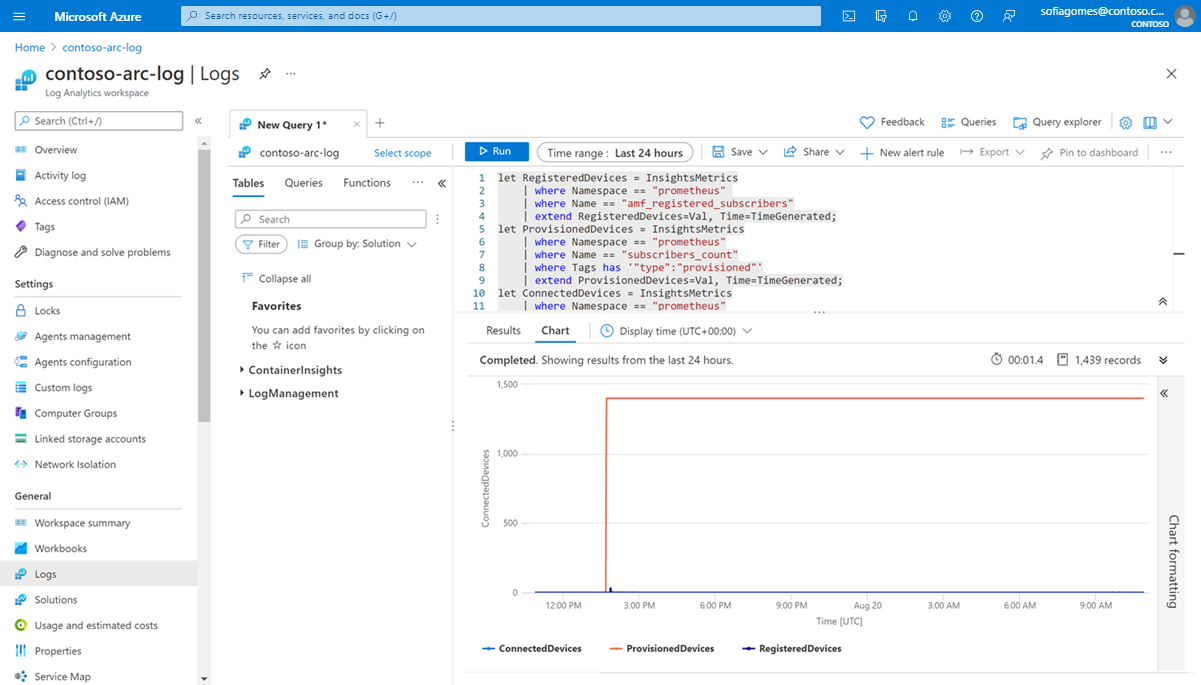 Microsoft Azure
Search resources, services, and docs (G+/)
sofiagomes@contoso.c...
CONTOSO
Home > contoso-arc-log
contoso-arc-log | Logs
...
Log Analytics workspace
Search (Ctrl+/)
«
Overview
Activity log
Access control (IAM)
Tags
Diagnose and solve problems
Settings
Locks
Agents management
Agents configuration
Custom logs
Computer Groups
Linked storage accounts
Network Isolation
General
Workspace summary
Workbooks
Logs
Solutions
Usage and estimated costs
Properties
Service Map
New Query 1*
Feedback
Queries
Query explorer
contoso-arc-log
Select scope
Run
Time range : Last 24 hours
Save
Share
New alert rule
Export
Pin to dashboard
...
Tables
Queries
Functions
...
«
Search
Filter
Group by: Solution
Collapse all
Favorites
You can add favorites by clicking on
the ☆ icon
ContainerInsights
LogManagement
1 let RegisteredDevices = InsightsMetrics
2 | where Namespace == "prometheus"
3 | where Name == "amf_registered_subscribers"
4 | extend RegisteredDevices=Val, Time=TimeGenerated;
5 let ProvisionedDevices = InsightsMetrics
6 | where Namespace == "prometheus"
7 | where Name == "subscribers_count"
8 | where Tags has '"type":"provisioned"'
9 | extend ProvisionedDevices=Val, Time=TimeGenerated;
10 let ConnectedDevices = InsightsMetrics
11 | where Namespace == "prometheus"
Results
Chart
Display time (UTC+00:00)
Completed. Showing results from the last 24 hours.
00:01.4
1,439 records
«
1,500
1,000
500
0
ConnectedDevices
12:00 PM
3:00 PM
6:00 PM
9:00 PM
Aug 20
3:00 AM
6:00 AM
9:00 AM
Time [UTC]
ConnectedDevices
ProvisionedDevices
RegisteredDevices
Chart formatting